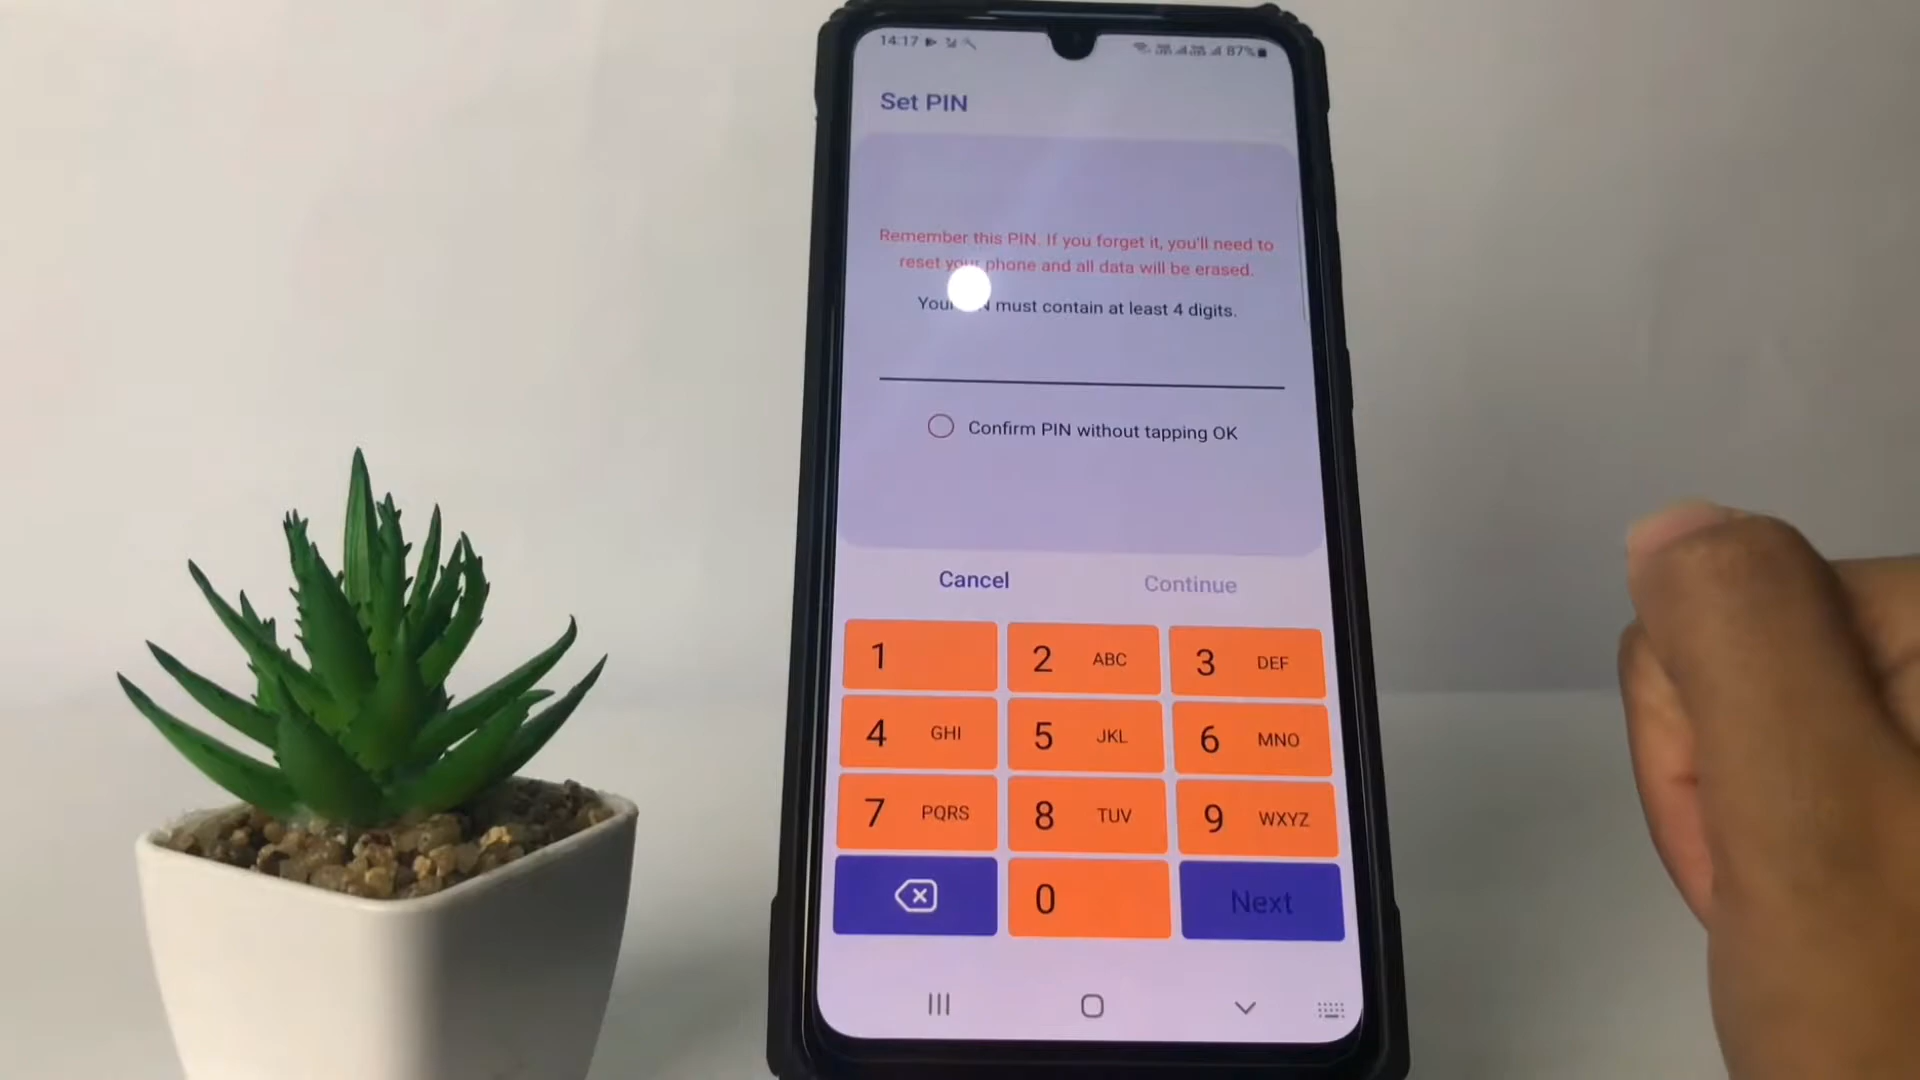 14:17 87%
Set PIN
Remember this PIN. If you forget it, you'll need to
reset your phone and all data will be erased.
Your PIN must contain at least 4 digits.
Confirm PIN without tapping OK
Cancel Continue
1 2 ABC 3 DEF
4 GHI 5 JKL 6 MNO
7 PQRS 8 TUV 9 WXYZ
0 Next